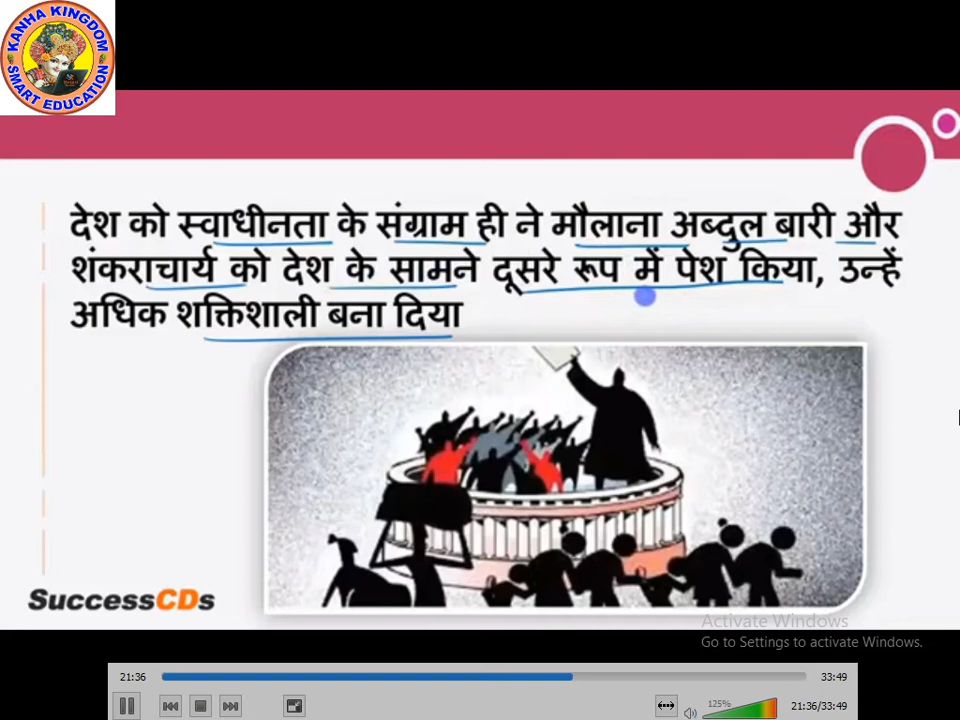 KANHA KINGDOM
SMART EDUCATION
देश को स्वाधीनता के संग्राम ही ने मौलाना अब्दुल बारी और
शंकराचार्य को देश के सामने दूसरे रूप में पेश किया, उन्हें
अधिक शक्तिशाली बना दिया
SuccessCDs
Activate Windows
Go to Settings to activate Windows.
21:36
33:49
125%
21:36/33:49